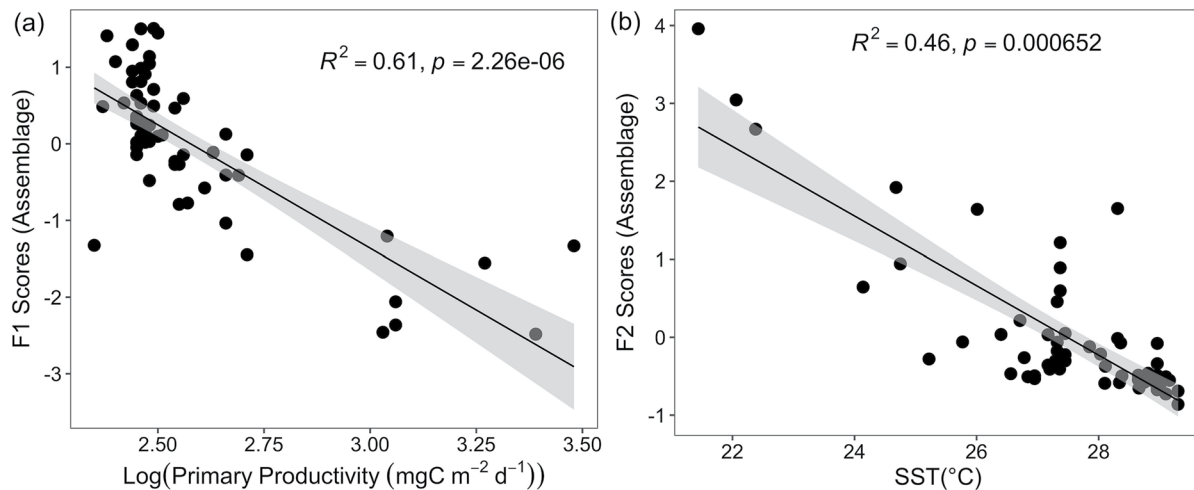 (a)
R² = 0.61, p = 2.26e-06
F1 Scores (Assemblage)
1
0
-1
-2
-3
2.50 2.75 3.00 3.25 3.50
Log(Primary Productivity (mgC m⁻² d⁻¹))
(b)
R² = 0.46, p = 0.000652
F2 Scores (Assemblage)
4
3
2
1
0
-1
22 24 26 28
SST(°C)